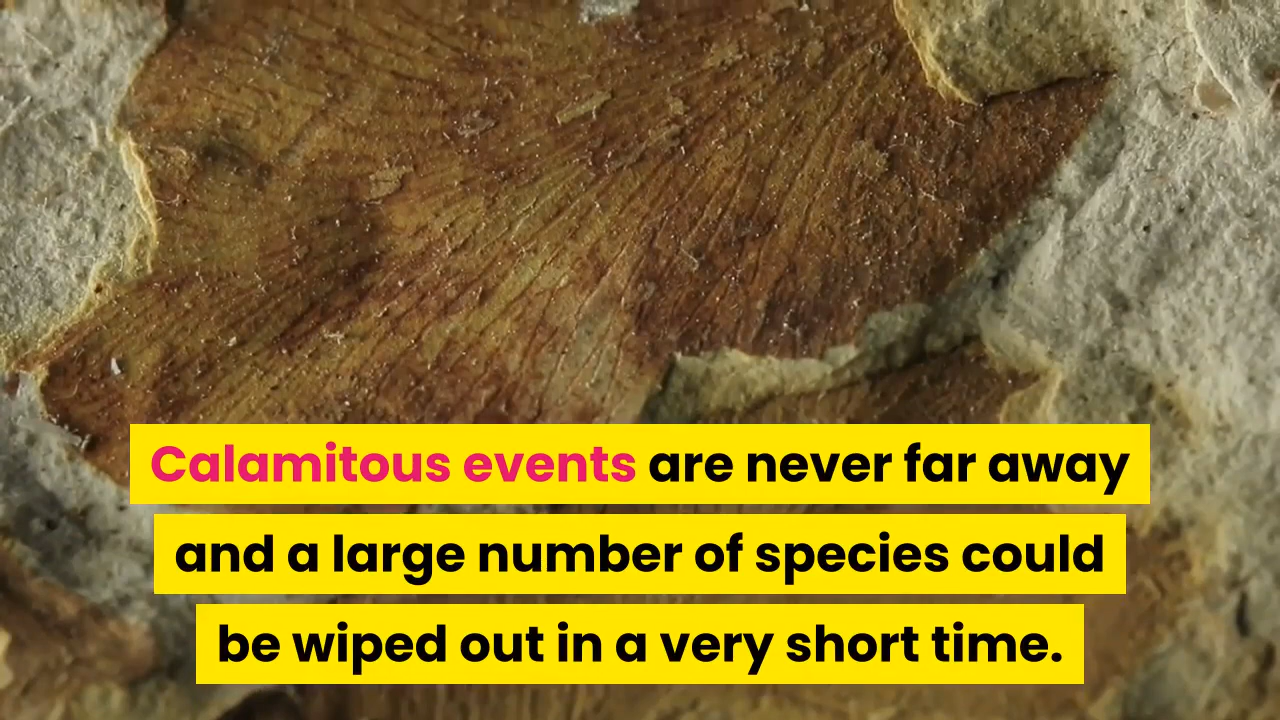 Calamitous events are never far away
and a large number of species could
be wiped out in a very short time.